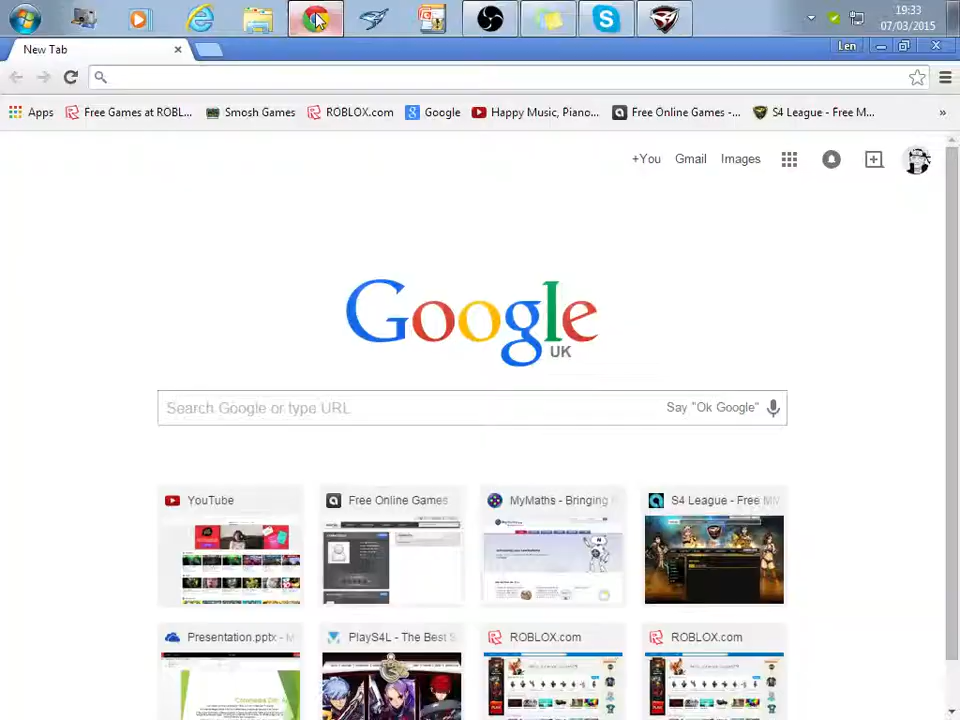 19:33
07/03/2015
New Tab
Len
Apps
Free Games at ROBL...
Smosh Games
ROBLOX.com
Google
Happy Music, Piano...
Free Online Games -...
S4 League - Free M...
»
+You
Gmail
Images
Google
UK
Search Google or type URL
Say "Ok Google"
YouTube
Free Online Games
MyMaths - Bringing
S4 League - Free MM
Presentation.pptx - M
PlayS4L - The Best S
ROBLOX.com
ROBLOX.com